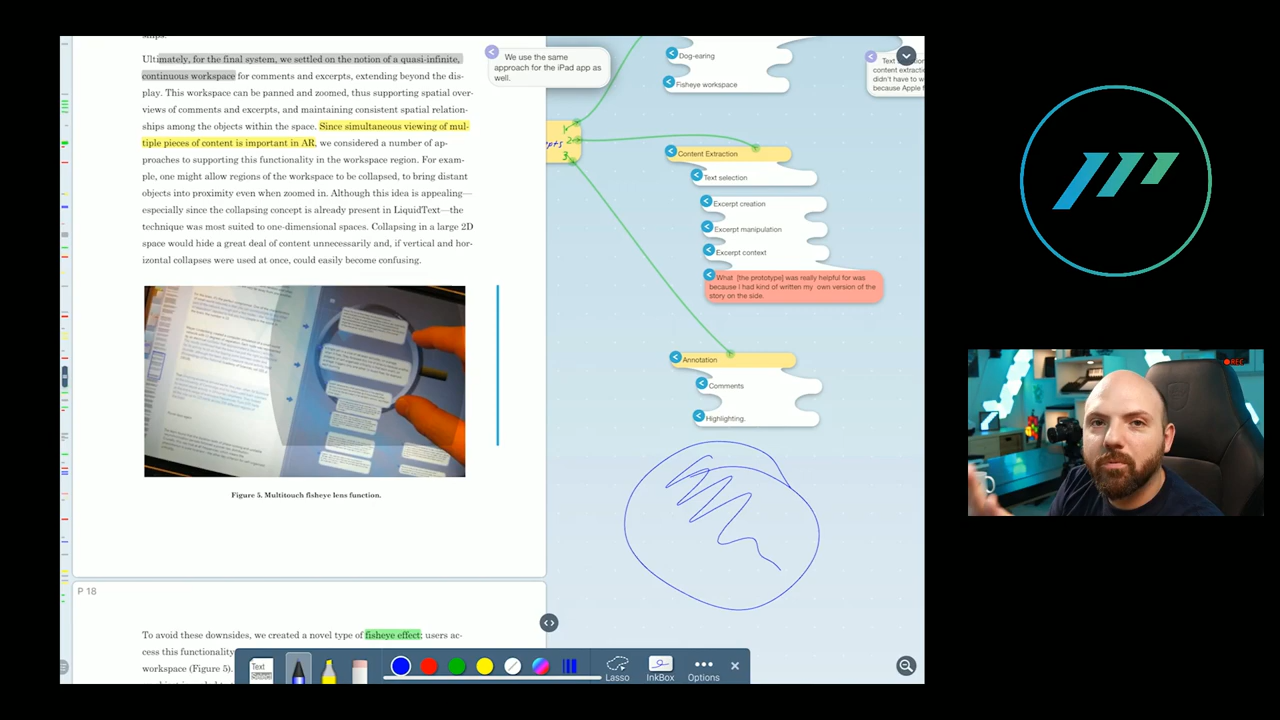 Ultimately, for the final system, we settled on the notion of a quasi-infinite,
continuous workspace for comments and excerpts, extending beyond the dis-
play. This workspace can be panned and zoomed, thus supporting spatial over-
views of comments and excerpts, and maintaining consistent spatial relation-
ships among the objects within the space. Since simultaneous viewing of mul-
tiple pieces of content is important in AR, we considered a number of ap-
proaches to supporting this functionality in the workspace region. For exam-
ple, one might allow regions of the workspace to be collapsed, to bring distant
objects into proximity even when zoomed in. Although this idea is appealing—
especially since the collapsing concept is already present in LiquidText—the
technique was most suited to one-dimensional spaces. Collapsing in a large 2D
space would hide a great deal of content unnecessarily and, if vertical and hor-
izontal collapses were used at once, could easily become confusing.
Figure 5. Multitouch fisheye lens function.
P 18
To avoid these downsides, we created a novel type of fisheye effect; users ac-
cess this functionality
workspace (Figure 5).
We use the same
approach for the iPad app as
well.
Dog-earing
Fisheye workspace
Text
content extracti
didn't have to w
because Apple f
1
2
3
Content Extraction
Text selection
Excerpt creation
Excerpt manipulation
Excerpt context
What [the prototype] was really helpful for was
because I had kind of written my own version of the
story on the side.
Annotation
Comments
Highlighting.
Text
Lasso
InkBox
Options
REC